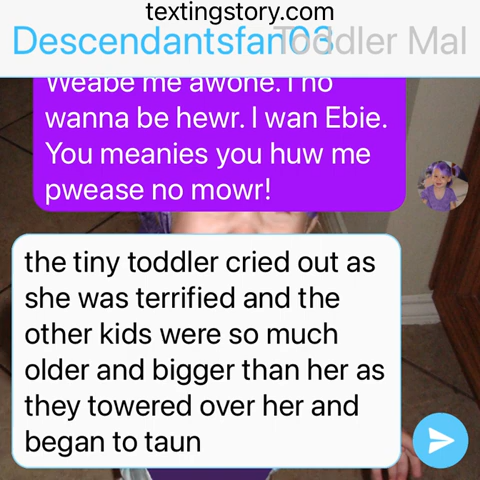 textingstory.com
Descendantsfan03 Toddler Mal
Weabe me awone. I no
wanna be hewr. I wan Ebie.
You meanies you huw me
pwease no mowr!
the tiny toddler cried out as
she was terrified and the
other kids were so much
older and bigger than her as
they towered over her and
began to taun